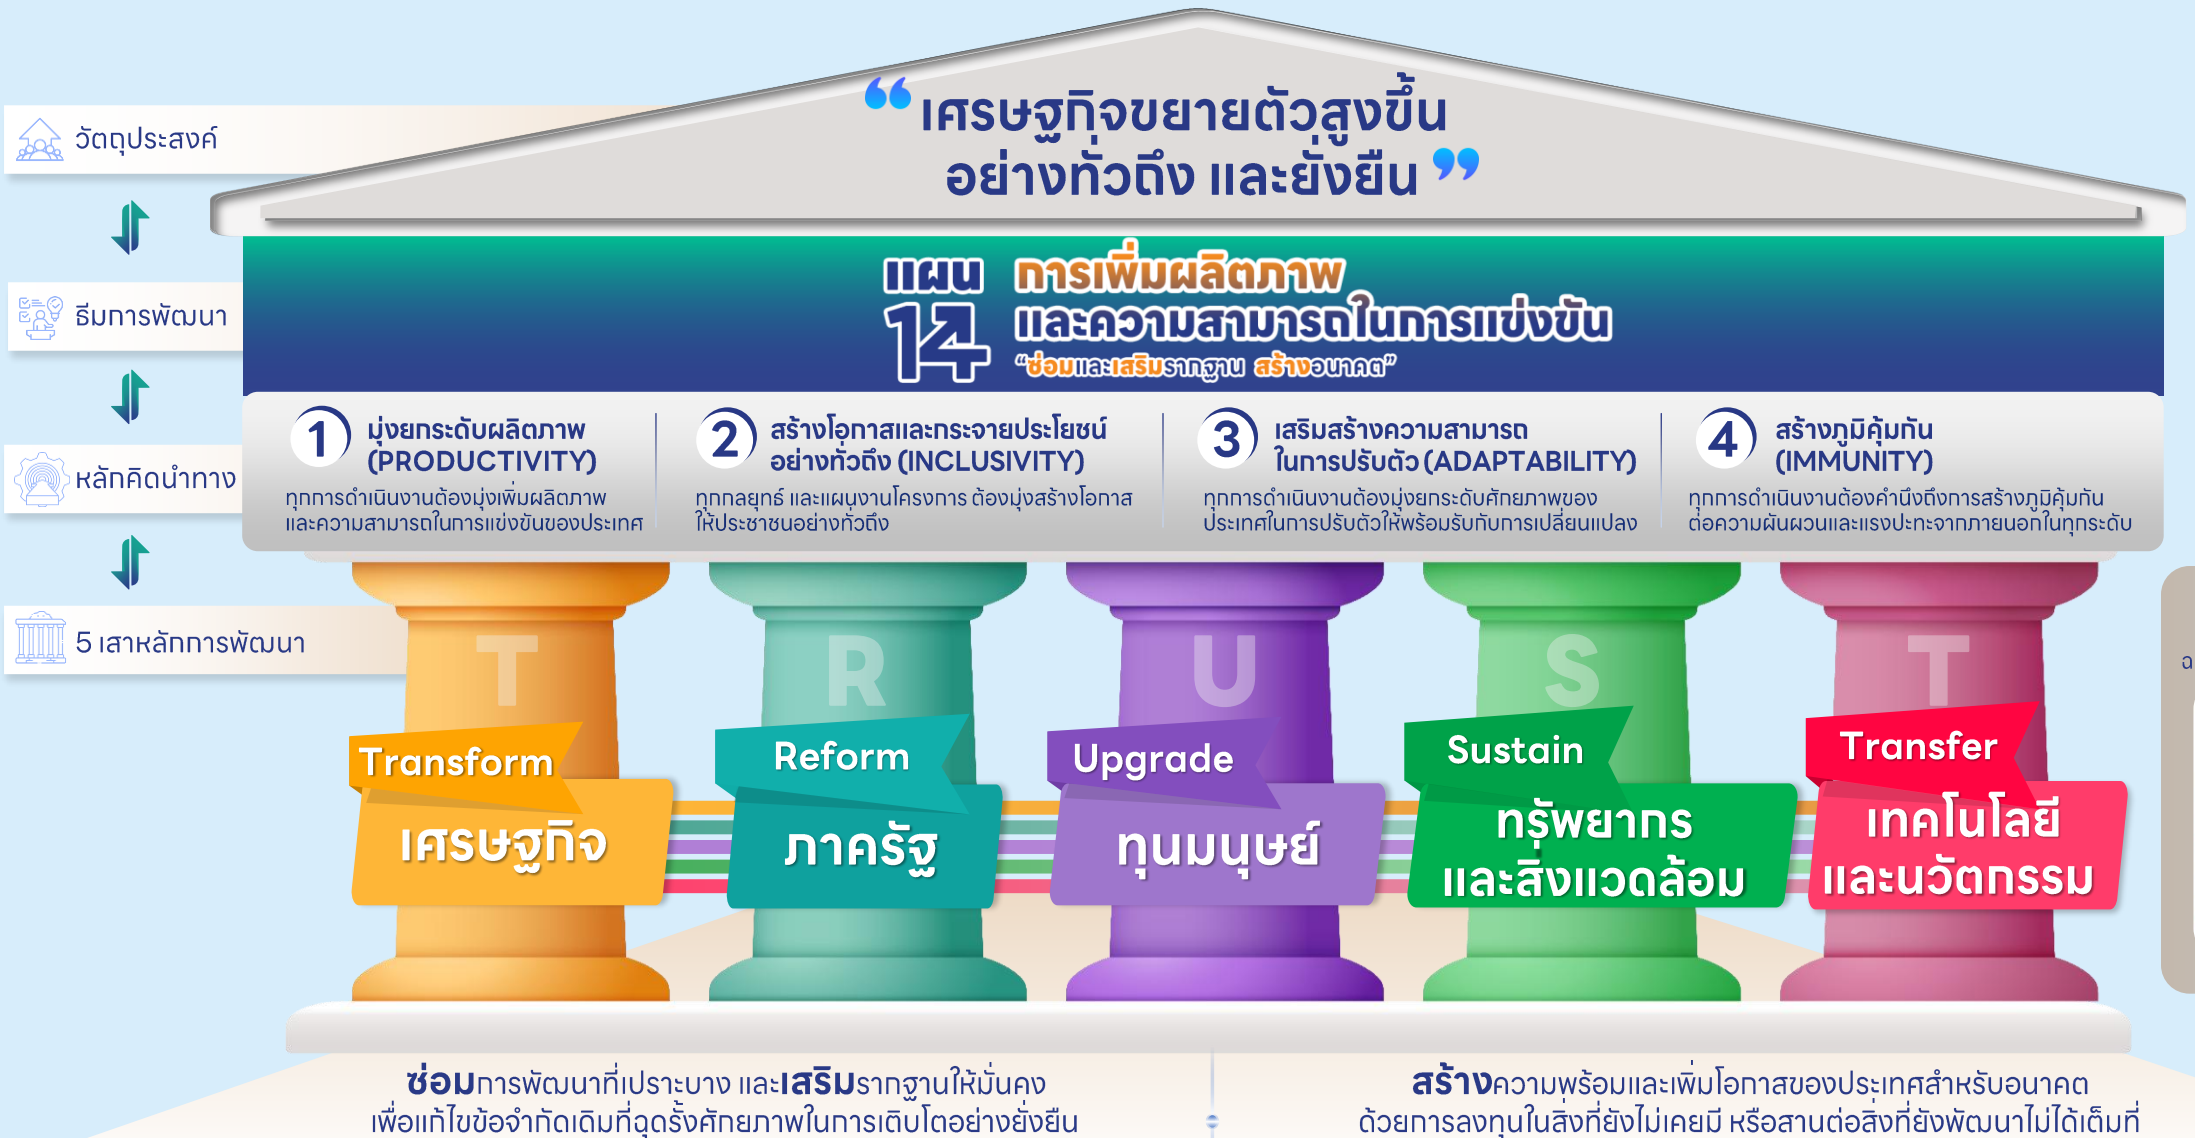 “เศรษฐกิจขยายตัวสูงขึ้น
อย่างทั่วถึง และยั่งยืน”
วัตถุประสงค์
ธีมการพัฒนา
แผน
14
การเพิ่มผลิตภาพ
และความสามารถในการแข่งขัน
“ซ่อมและเสริมรากฐาน สร้างอนาคต”
หลักคิดนำทาง
1 มุ่งยกระดับผลิตภาพ
(PRODUCTIVITY)
ทุกการดำเนินงานต้องมุ่งเพิ่มผลิตภาพ
และความสามารถในการแข่งขันของประเทศ
2 สร้างโอกาสและกระจายประโยชน์
อย่างทั่วถึง (INCLUSIVITY)
ทุกกลยุทธ์ และแผนงานโครงการ ต้องมุ่งสร้างโอกาส
ให้ประชาชนอย่างทั่วถึง
3 เสริมสร้างความสามารถ
ในการปรับตัว (ADAPTABILITY)
ทุกการดำเนินงานต้องมุ่งยกระดับศักยภาพของ
ประเทศในการปรับตัวให้พร้อมรับกับการเปลี่ยนแปลง
4 สร้างภูมิคุ้มกัน
(IMMUNITY)
ทุกการดำเนินงานต้องคำนึงถึงการสร้างภูมิคุ้มกัน
ต่อความผันผวนและแรงปะทะจากภายนอกในทุกระดับ
5 เสาหลักการพัฒนา
T
Transform
เศรษฐกิจ
R
Reform
ภาครัฐ
U
Upgrade
ทุนมนุษย์
S
Sustain
ทรัพยากร
และสิ่งแวดล้อม
T
Transfer
เทคโนโลยี
และนวัตกรรม
ซ่อมการพัฒนาที่เปราะบาง และเสริมรากฐานให้มั่นคง
เพื่อแก้ไขข้อจำกัดเดิมที่ฉุดรั้งศักยภาพในการเติบโตอย่างยั่งยืน
สร้างความพร้อมและเพิ่มโอกาสของประเทศสำหรับอนาคต
ด้วยการลงทุนในสิ่งที่ยังไม่เคยมี หรือสานต่อสิ่งที่ยังพัฒนาไม่ได้เต็มที่